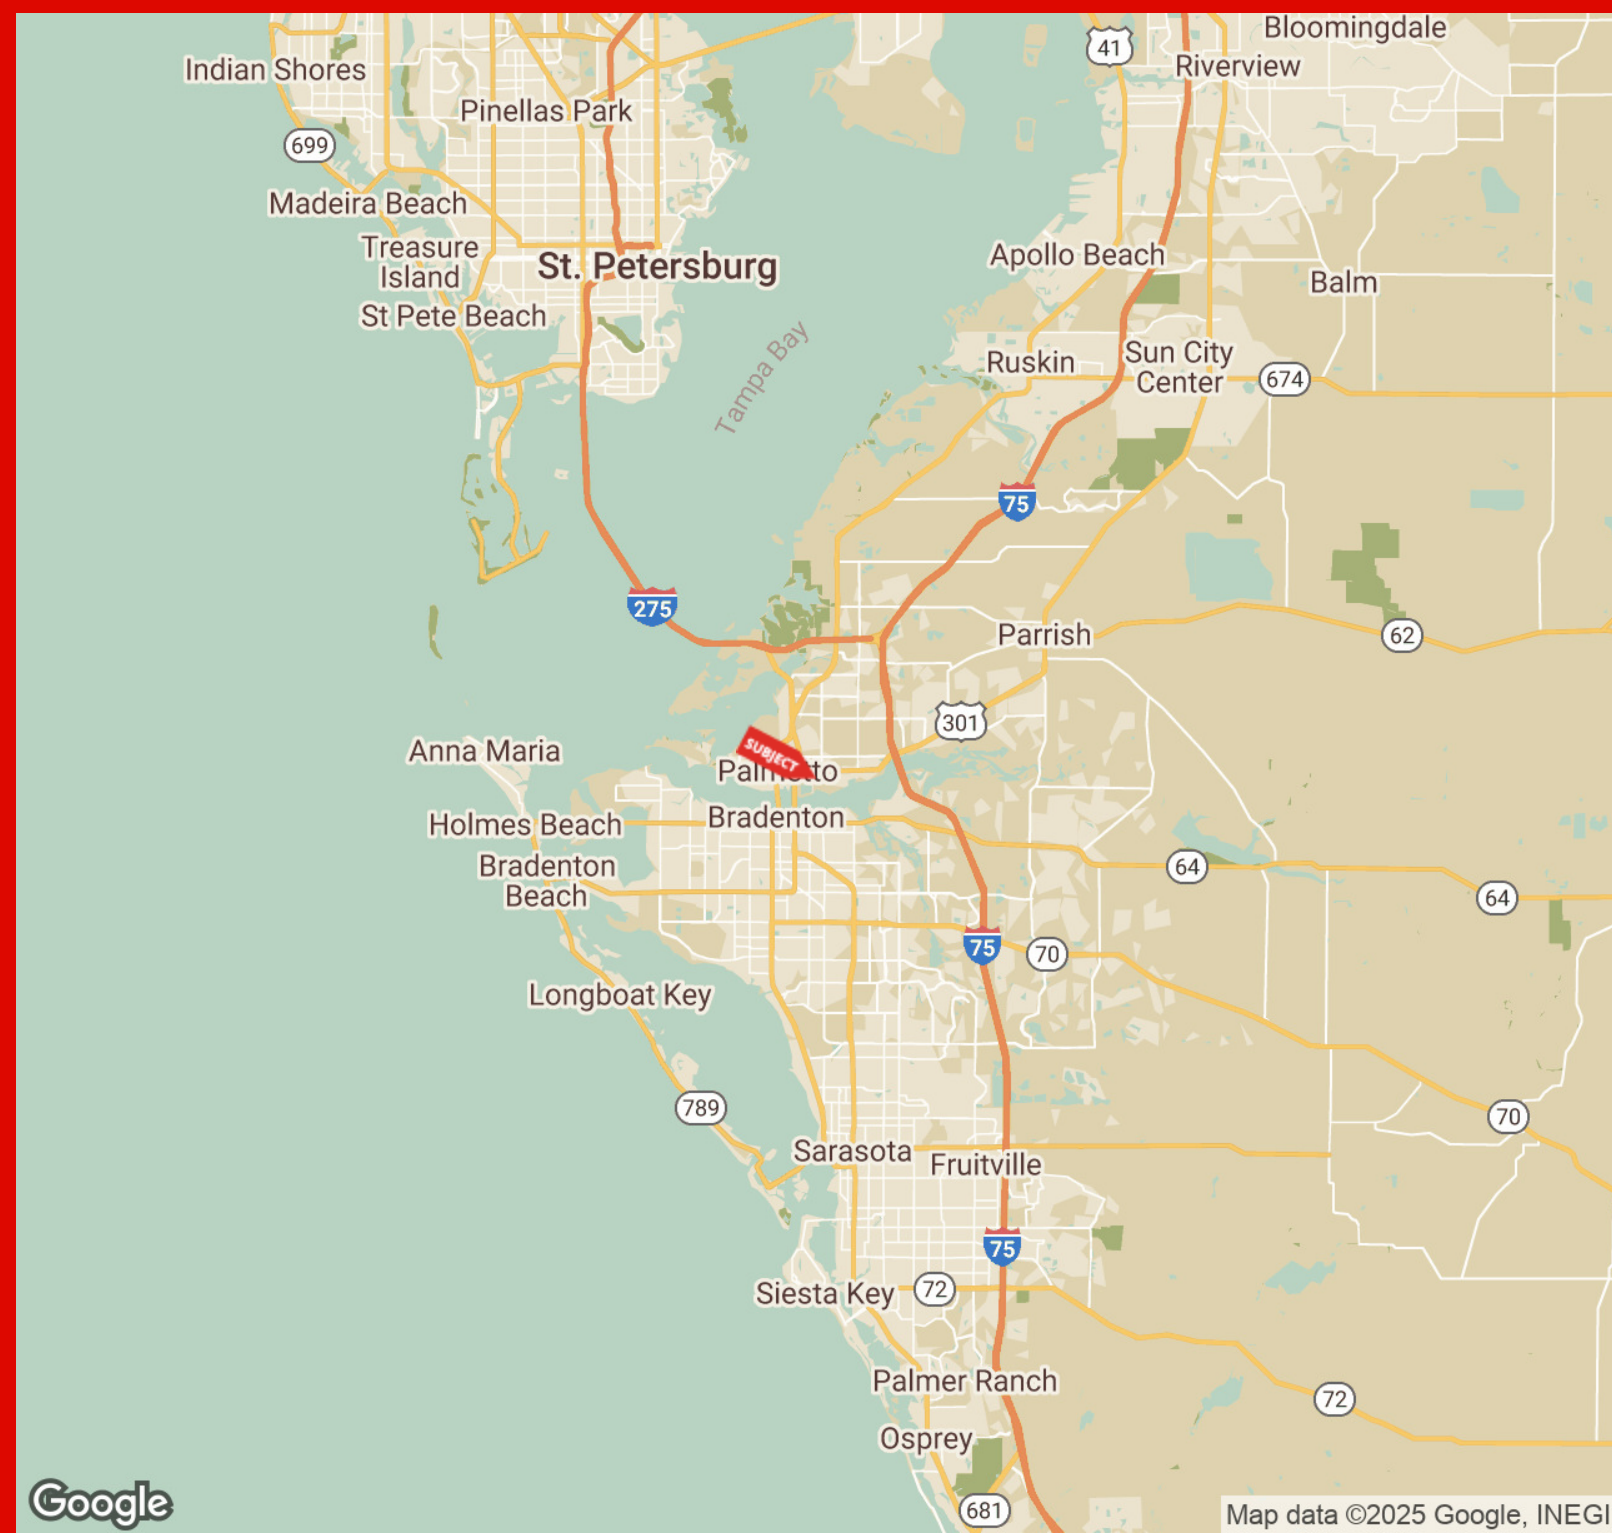 Bloomingdale
41
Riverview
Indian Shores
Pinellas Park
699
Madeira Beach
Treasure
Island
St. Petersburg
Apollo Beach
Balm
St Pete Beach
Tampa Bay
Ruskin
Sun City
Center
674
75
275
Parrish
62
301
Anna Maria
SUBJECT
Palmetto
Holmes Beach
Bradenton
Bradenton
Beach
64
64
75
70
Longboat Key
789
70
Sarasota
Fruitville
75
Siesta Key
72
Palmer Ranch
72
Osprey
681
Google
Map data ©2025 Google, INEGI